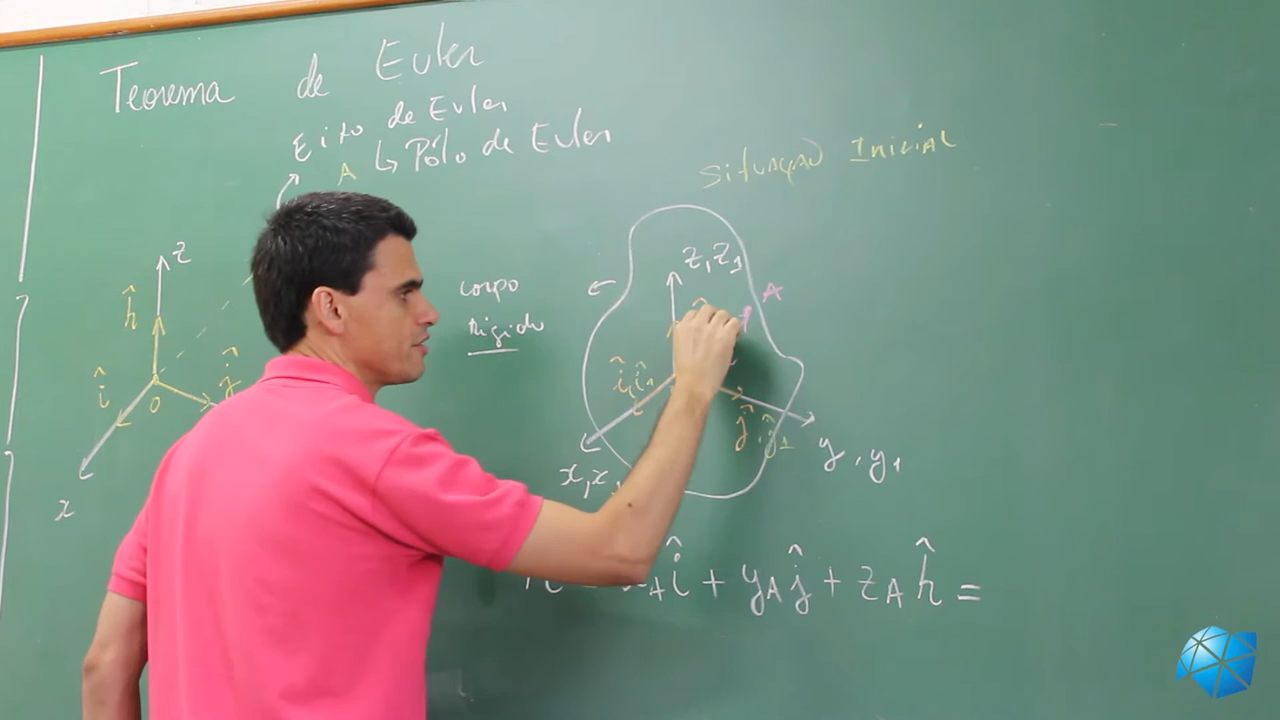 Teorema de Euler
Eixo de Euler
A ↳ Pólo de Euler
Situação Inicial
z
ĥ
î
ĵ
O
x
corpo
rígido
z, z₁
A
î, î₁
ĵ, ĵ₁
x, x
y, y₁
A î + y_A ĵ + z_A ĥ =